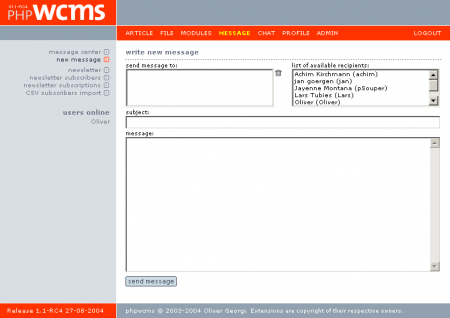 v1.1-RC4
PHPWCMS
ARTICLE FILE MODULES MESSAGE CHAT PROFILE ADMIN LOGOUT
message center
new message
newsletter
newsletter subscribers
newsletter subscriptions
CSV subscribers import
users online
Oliver
write new message
send message to:
list of available recipients:
Achim Kirchmann (achim)
jan goergen (jan)
Jayenne Montana (pSouper)
Lars Tubies (Lars)
Oliver (Oliver)
subject:
message:
send message
Release 1.1-RC4 27-08-2004
phpwcms © 2003-2004 Oliver Georgi. Extensions are copyright of their respective owners.